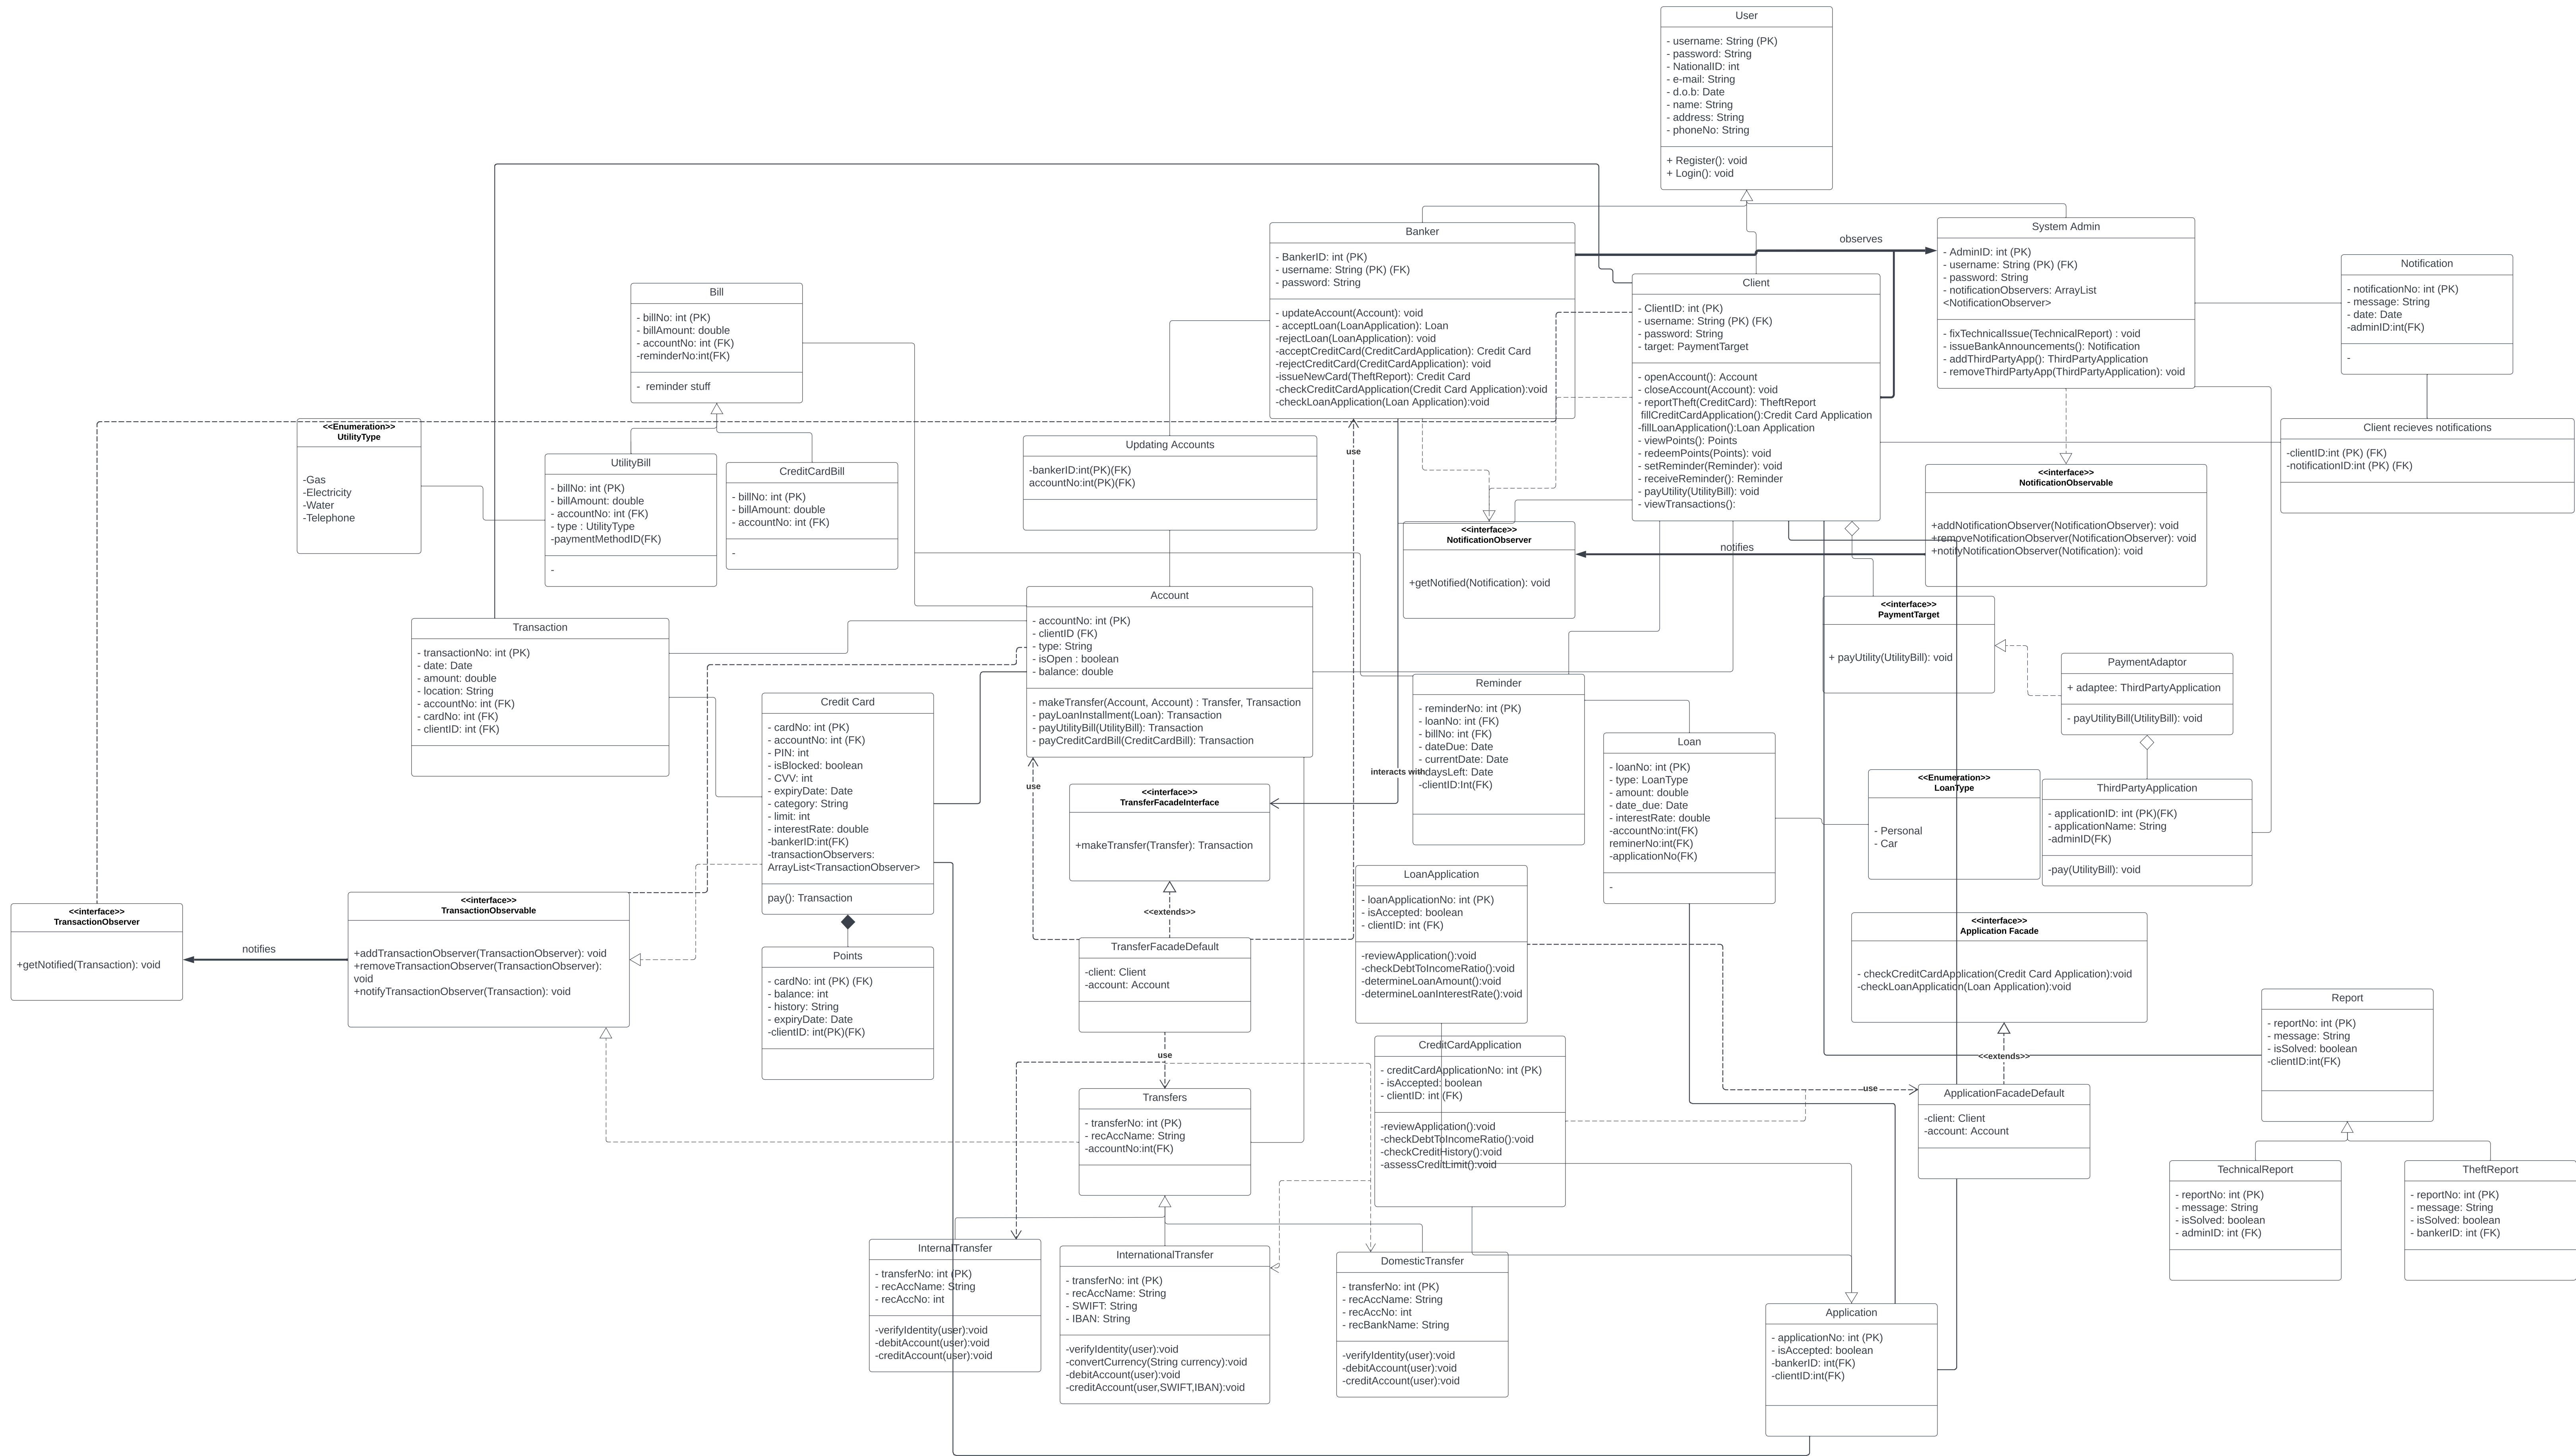 User
- username: String (PK)
- password: String
- NationalID: int
- e-mail: String
- d.o.b: Date
- name: String
- address: String
- phoneNo: String
+ Register(): void
+ Login(): void
Banker
- BankerID: int (PK)
- username: String (PK) (FK)
- password: String
- updateAccount(Account): void
- acceptLoan(LoanApplication): Loan
-rejectLoan(LoanApplication): void
-acceptCreditCard(CreditCardApplication): Credit Card
-rejectCreditCard(CreditCardApplication): void
-issueNewCard(TheftReport): Credit Card
-checkCreditCardApplication(Credit Card Application):void
-checkLoanApplication(Loan Application):void
observes
System Admin
- AdminID: int (PK)
- username: String (PK) (FK)
- password: String
- notificationObservers: ArrayList
<NotificationObserver>
- fixTechnicalIssue(TechnicalReport) : void
- issueBankAnnouncements(): Notification
- addThirdPartyApp(): ThirdPartyApplication
- removeThirdPartyApp(ThirdPartyApplication): void
Notification
- notificationNo: int (PK)
- message: String
- date: Date
-adminID:int(FK)
-
Client
- ClientID: int (PK)
- username: String (PK) (FK)
- password: String
- target: PaymentTarget
- openAccount(): Account
- closeAccount(Account): void
- reportTheft(CreditCard): TheftReport
fillCreditCardApplication():Credit Card Application
-fillLoanApplication():Loan Application
- viewPoints(): Points
- redeemPoints(Points): void
- setReminder(Reminder): void
- receiveReminder(): Reminder
- payUtility(UtilityBill): void
- viewTransactions():
Bill
- billNo: int (PK)
- billAmount: double
- accountNo: int (FK)
-reminderNo:int(FK)
- reminder stuff
<<Enumeration>>
UtilityType
-Gas
-Electricity
-Water
-Telephone
UtilityBill
- billNo: int (PK)
- billAmount: double
- accountNo: int (FK)
- type : UtilityType
-paymentMethodID(FK)
-
CreditCardBill
- billNo: int (PK)
- billAmount: double
- accountNo: int (FK)
-
Updating Accounts
-bankerID:int(PK)(FK)
accountNo:int(PK)(FK)
use
Client recieves notifications
-clientID:int (PK) (FK)
-notificationID:int (PK) (FK)
<<interface>>
NotificationObservable
+addNotificationObserver(NotificationObserver): void
+removeNotificationObserver(NotificationObserver): void
+notifyNotificationObserver(Notification): void
notifies
<<interface>>
NotificationObserver
+getNotified(Notification): void
Account
- accountNo: int (PK)
- clientID (FK)
- type: String
- isOpen : boolean
- balance: double
- makeTransfer(Account, Account) : Transfer, Transaction
- payLoanInstallment(Loan): Transaction
- payUtilityBill(UtilityBill): Transaction
- payCreditCardBill(CreditCardBill): Transaction
<<interface>>
PaymentTarget
+ payUtility(UtilityBill): void
PaymentAdaptor
+ adaptee: ThirdPartyApplication
- payUtilityBill(UtilityBill): void
Transaction
- transactionNo: int (PK)
- date: Date
- amount: double
- location: String
- accountNo: int (FK)
- cardNo: int (FK)
- clientID: int (FK)
Credit Card
- cardNo: int (PK)
- accountNo: int (FK)
- PIN: int
- isBlocked: boolean
- CVV: int
- expiryDate: Date
- category: String
- limit: int
- interestRate: double
-bankerID:int(FK)
-transactionObservers:
ArrayList<TransactionObserver>
pay(): Transaction
Reminder
- reminderNo: int (PK)
- loanNo: int (FK)
- billNo: int (FK)
- dateDue: Date
- currentDate: Date
-daysLeft: Date
-clientID:Int(FK)
interacts with
Loan
- loanNo: int (PK)
- type: LoanType
- amount: double
- date_due: Date
- interestRate: double
-accountNo:int(FK)
reminerNo:int(FK)
-applicationNo(FK)
-
<<Enumeration>>
LoanType
- Personal
- Car
ThirdPartyApplication
- applicationID: int (PK)(FK)
- applicationName: String
-adminID(FK)
-pay(UtilityBill): void
use
<<interface>>
TransferFacadeInterface
+makeTransfer(Transfer): Transaction
<<extends>>
<<interface>>
TransactionObserver
+getNotified(Transaction): void
notifies
<<interface>>
TransactionObservable
+addTransactionObserver(TransactionObserver): void
+removeTransactionObserver(TransactionObserver):
void
+notifyTransactionObserver(Transaction): void
Points
- cardNo: int (PK) (FK)
- balance: int
- history: String
- expiryDate: Date
-clientID: int(PK)(FK)
TransferFacadeDefault
-client: Client
-account: Account
use
LoanApplication
- loanApplicationNo: int (PK)
- isAccepted: boolean
- clientID: int (FK)
-reviewApplication():void
-checkDebtToIncomeRatio():void
-determineLoanAmount():void
-determineLoanInterestRate():void
<<interface>>
Application Facade
- checkCreditCardApplication(Credit Card Application):void
-checkLoanApplication(Loan Application):void
<<extends>>
Report
- reportNo: int (PK)
- message: String
- isSolved: boolean
-clientID:int(FK)
CreditCardApplication
- creditCardApplicationNo: int (PK)
- isAccepted: boolean
- clientID: int (FK)
-reviewApplication():void
-checkDebtToIncomeRatio():void
-checkCreditHistory():void
-assessCreditLimit():void
use
ApplicationFacadeDefault
-client: Client
-account: Account
Transfers
- transferNo: int (PK)
- recAccName: String
-accountNo:int(FK)
TechnicalReport
- reportNo: int (PK)
- message: String
- isSolved: boolean
- adminID: int (FK)
TheftReport
- reportNo: int (PK)
- message: String
- isSolved: boolean
- bankerID: int (FK)
InternalTransfer
- transferNo: int (PK)
- recAccName: String
- recAccNo: int
-verifyIdentity(user):void
-debitAccount(user):void
-creditAccount(user):void
InternationalTransfer
- transferNo: int (PK)
- recAccName: String
- SWIFT: String
- IBAN: String
-verifyIdentity(user):void
-convertCurrency(String currency):void
-debitAccount(user):void
-creditAccount(user,SWIFT,IBAN):void
DomesticTransfer
- transferNo: int (PK)
- recAccName: String
- recAccNo: int
- recBankName: String
-verifyIdentity(user):void
-debitAccount(user):void
-creditAccount(user):void
Application
- applicationNo: int (PK)
- isAccepted: boolean
-bankerID: int(FK)
-clientID:int(FK)